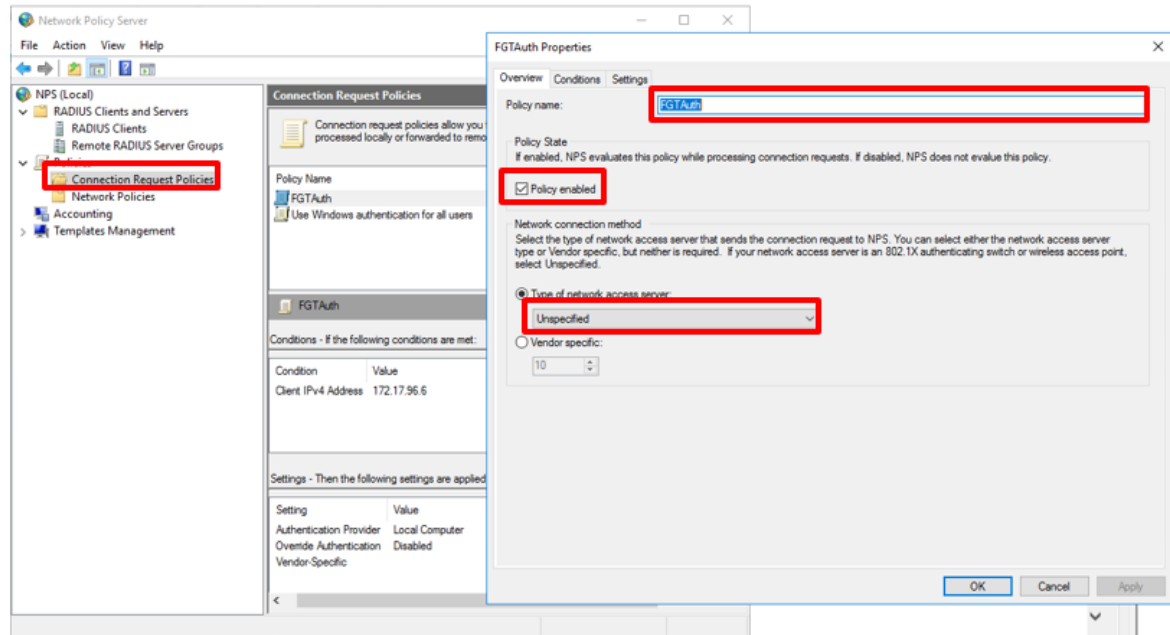 Network Policy Server
File Action View Help
NPS (Local)
RADIUS Clients and Servers
RADIUS Clients
Remote RADIUS Server Groups
Connection Request Policies
Network Policies
Accounting
Templates Management
Connection Request Policies
Connection request policies allow you
processed locally or forwarded to remo
Policy Name
FGTAuth
Use Windows authentication for all users
FGTAuth
Conditions - If the following conditions are met:
Condition Value
Client IPv4 Address 172.17.96.6
Settings - Then the following settings are applied
Setting Value
Authentication Provider Local Computer
Override Authentication Disabled
Vendor-Specific
FGTAuth Properties
Overview Conditions Settings
Policy name: FGTAuth
Policy State
If enabled, NPS evaluates this policy while processing connection requests. If disabled, NPS does not evalue this policy.
Policy enabled
Network connection method
Select the type of network access server that sends the connection request to NPS. You can select either the network access server
type or Vendor specific, but neither is required. If your network access server is an 802.1X authenticating switch or wireless access point,
select Unspecified.
Type of network access server:
Unspecified
Vendor specific:
10
OK Cancel Apply